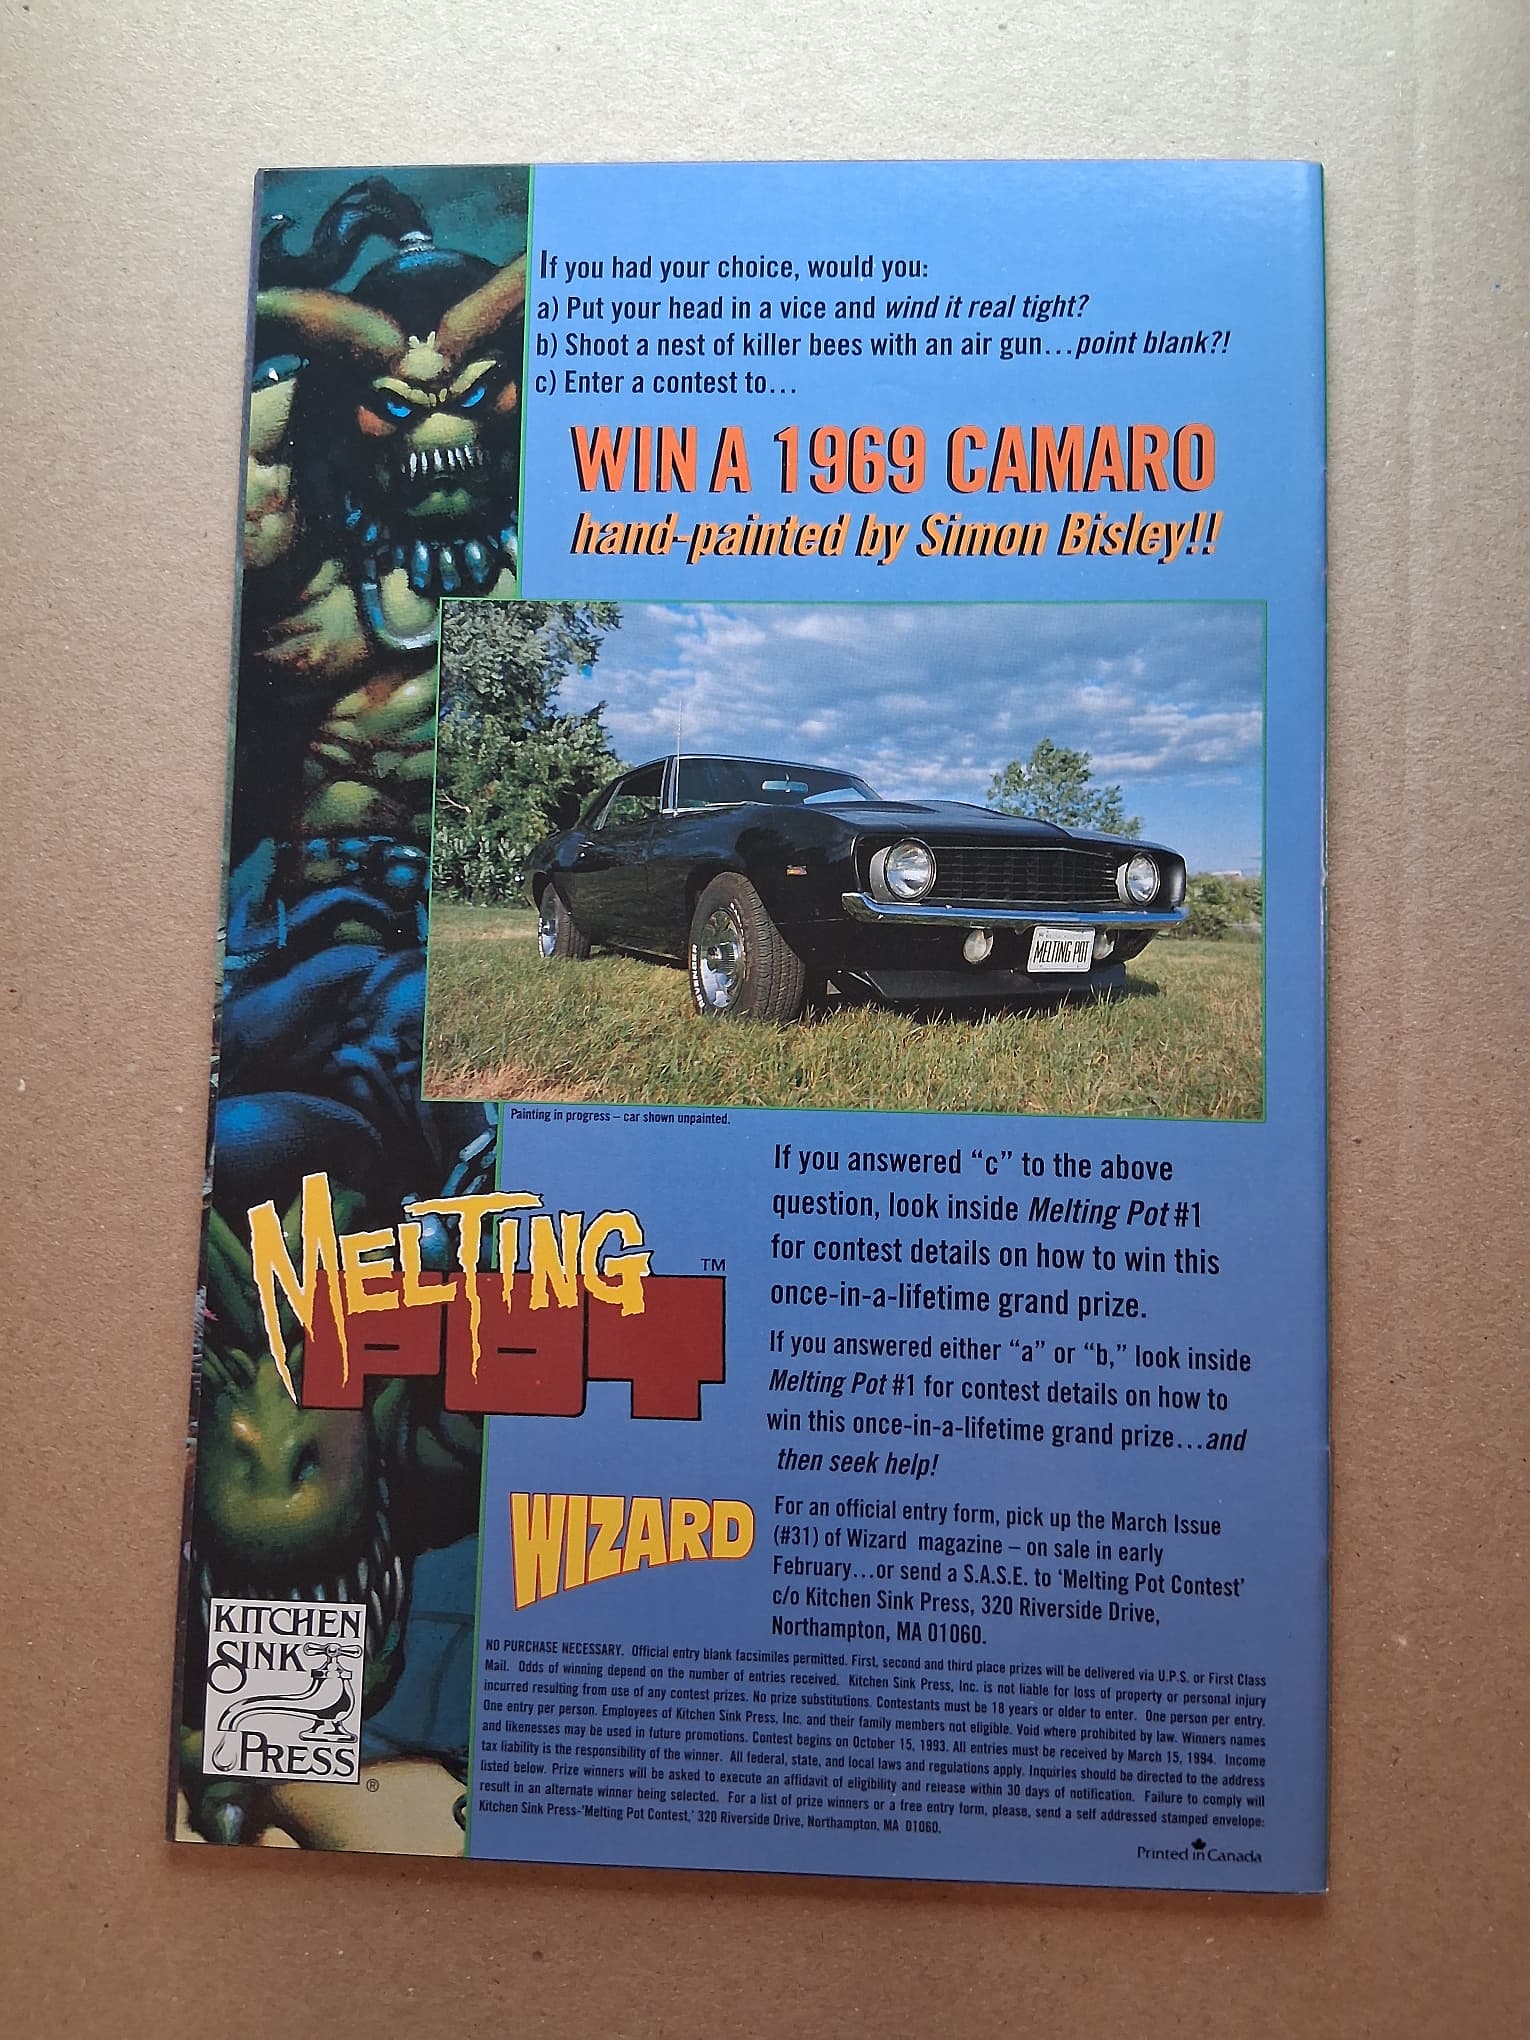 If you had your choice, would you:
a) Put your head in a vice and wind it real tight?
b) Shoot a nest of killer bees with an air gun...point blank?!
c) Enter a contest to...
WIN A 1969 CAMARO
hand-painted by Simon Bisley!!
REVENGER
MELTING POT
Painting in progress – car shown unpainted.
If you answered “c” to the above
question, look inside Melting Pot #1
for contest details on how to win this
once-in-a-lifetime grand prize.
MELTING
POT ™
If you answered either “a” or “b,” look inside
Melting Pot #1 for contest details on how to
win this once-in-a-lifetime grand prize...and
then seek help!
WIZARD
For an official entry form, pick up the March Issue
(#31) of Wizard magazine – on sale in early
February...or send a S.A.S.E. to ‘Melting Pot Contest’
c/o Kitchen Sink Press, 320 Riverside Drive,
Northampton, MA 01060.
KITCHEN
SINK
PRESS ®
NO PURCHASE NECESSARY. Official entry blank facsimiles permitted. First, second and third place prizes will be delivered via U.P.S. or First Class
Mail. Odds of winning depend on the number of entries received. Kitchen Sink Press, Inc. is not liable for loss of property or personal injury
incurred resulting from use of any contest prizes. No prize substitutions. Contestants must be 18 years or older to enter. One person per entry.
One entry per person. Employees of Kitchen Sink Press, Inc. and their family members not eligible. Void where prohibited by law. Winners names
and likenesses may be used in future promotions. Contest begins on October 15, 1993. All entries must be received by March 15, 1994. Income
tax liability is the responsibility of the winner. All federal, state, and local laws and regulations apply. Inquiries should be directed to the address
listed below. Prize winners will be asked to execute an affidavit of eligibility and release within 30 days of notification. Failure to comply will
result in an alternate winner being selected. For a list of prize winners or a free entry form, please, send a self addressed stamped envelope:
Kitchen Sink Press-‘Melting Pot Contest,’ 320 Riverside Drive, Northampton, MA 01060.
Printed in Canada